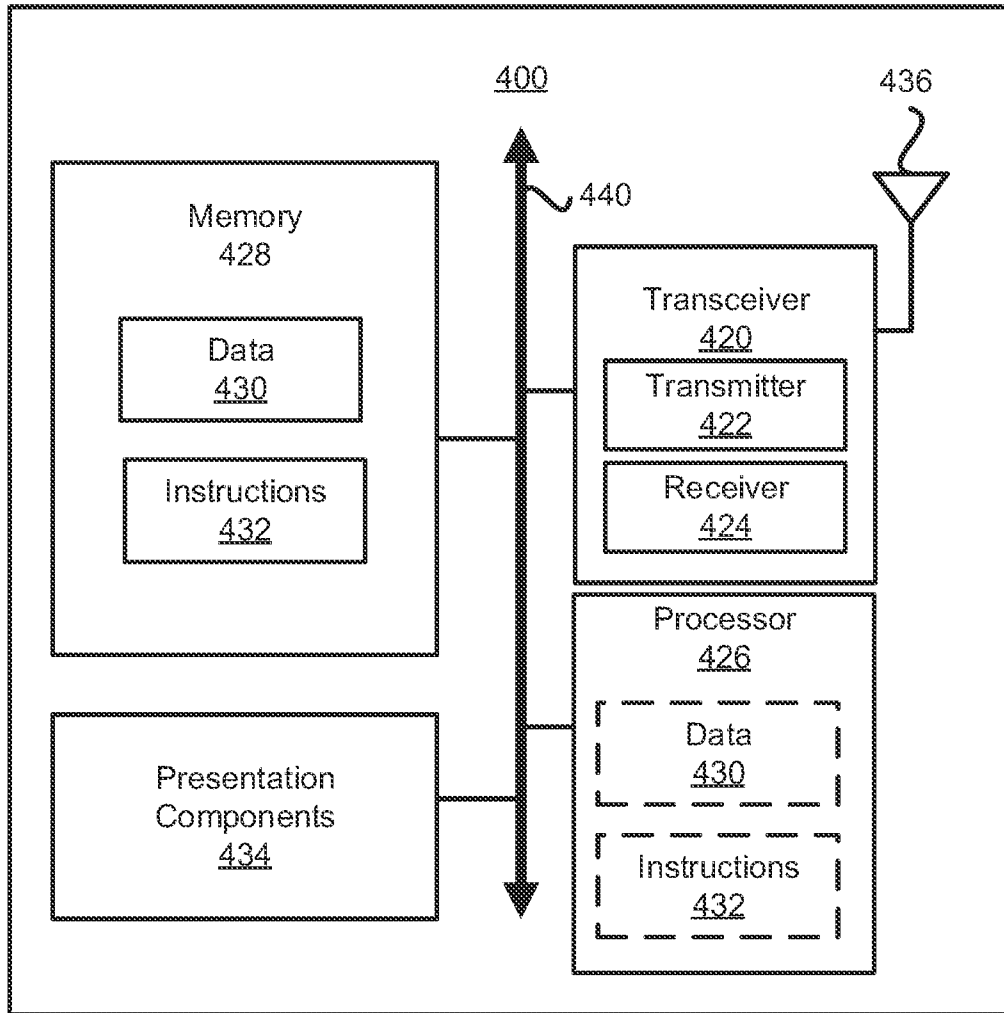 400
436
440
Memory
428
Data
430
Instructions
432
Transceiver
420
Transmitter
422
Receiver
424
Processor
426
Data
430
Instructions
432
Presentation
Components
434